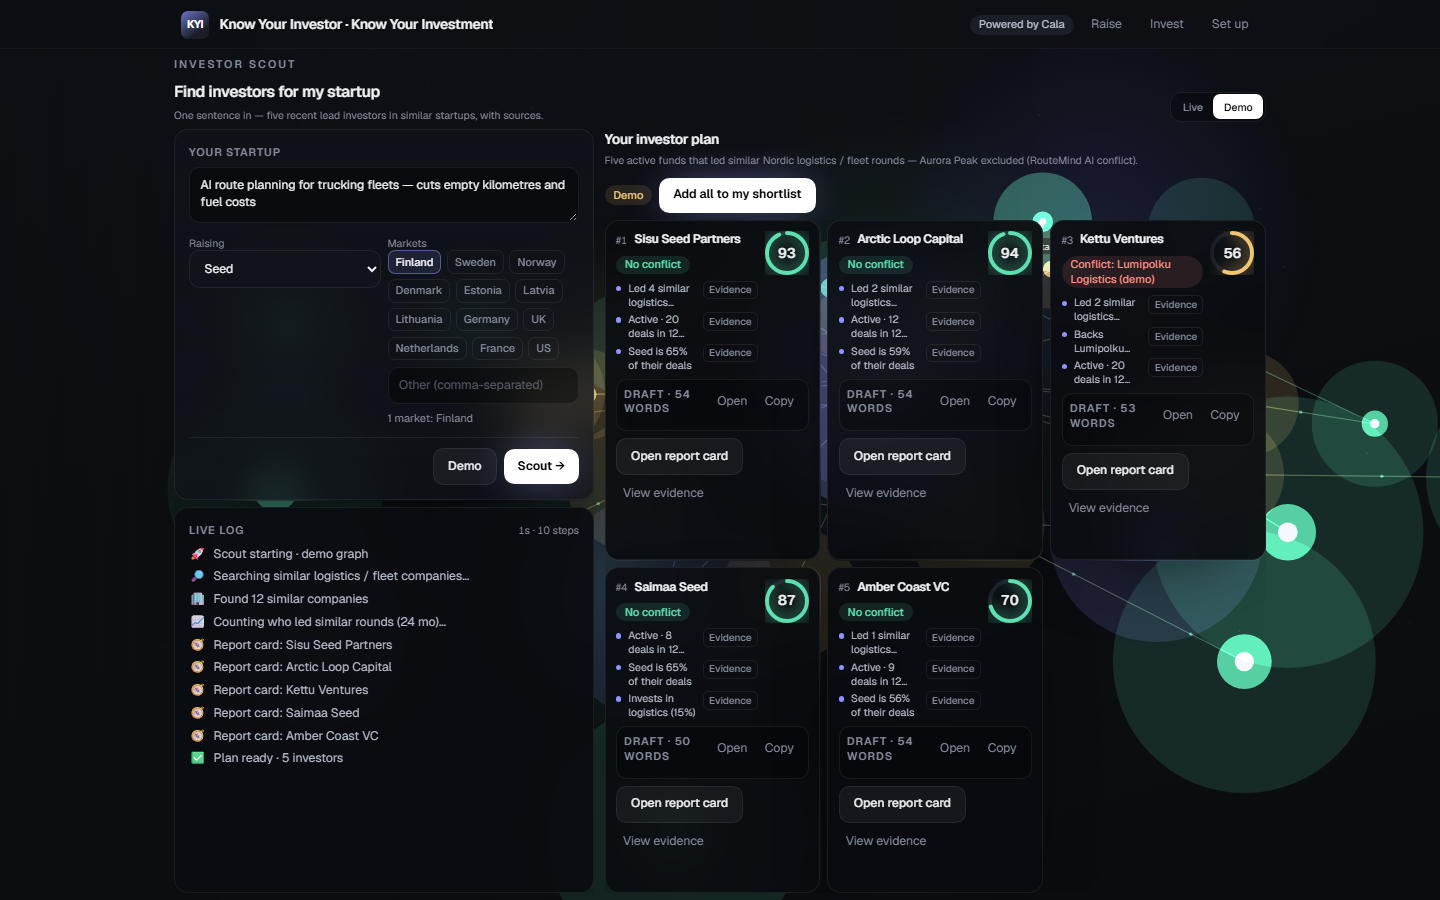 KYI
Know Your Investor · Know Your Investment
Powered by Cala
Raise
Invest
Set up
INVESTOR SCOUT
Find investors for my startup
One sentence in — five recent lead investors in similar startups, with sources.
Live
Demo
YOUR STARTUP
AI route planning for trucking fleets — cuts empty kilometres and
fuel costs
Raising
Seed
Markets
Finland
Sweden
Norway
Denmark
Estonia
Latvia
Lithuania
Germany
UK
Netherlands
France
US
Other (comma-separated)
1 market: Finland
Demo
Scout →
LIVE LOG
1s · 10 steps
Scout starting · demo graph
Searching similar logistics / fleet companies…
Found 12 similar companies
Counting who led similar rounds (24 mo)…
Report card: Sisu Seed Partners
Report card: Arctic Loop Capital
Report card: Kettu Ventures
Report card: Saimaa Seed
Report card: Amber Coast VC
Plan ready · 5 investors
Your investor plan
Five active funds that led similar Nordic logistics / fleet rounds — Aurora Peak excluded (RouteMind AI conflict).
Demo
Add all to my shortlist
#1 Sisu Seed Partners
93
No conflict
Led 4 similar
logistics…
Evidence
Active · 20
deals in 12…
Evidence
Seed is 65%
of their deals
Evidence
DRAFT · 54
WORDS
Open
Copy
Open report card
View evidence
#2 Arctic Loop Capital
94
No conflict
Led 2 similar
logistics…
Evidence
Active · 12
deals in 12…
Evidence
Seed is 59%
of their deals
Evidence
DRAFT · 54
WORDS
Open
Copy
Open report card
View evidence
#3 Kettu Ventures
56
Conflict: Lumipolku
Logistics (demo)
Led 2 similar
logistics…
Evidence
Backs
Lumipolku…
Evidence
Active · 20
deals in 12…
Evidence
DRAFT · 53
WORDS
Open
Copy
Open report card
View evidence
#4 Saimaa Seed
87
No conflict
Active · 8
deals in 12…
Evidence
Seed is 65%
of their deals
Evidence
Invests in
logistics (15%)
Evidence
DRAFT · 50
WORDS
Open
Copy
Open report card
View evidence
#5 Amber Coast VC
70
No conflict
Led 1 similar
logistics…
Evidence
Active · 9
deals in 12…
Evidence
Seed is 56%
of their deals
Evidence
DRAFT · 54
WORDS
Open
Copy
Open report card
View evidence